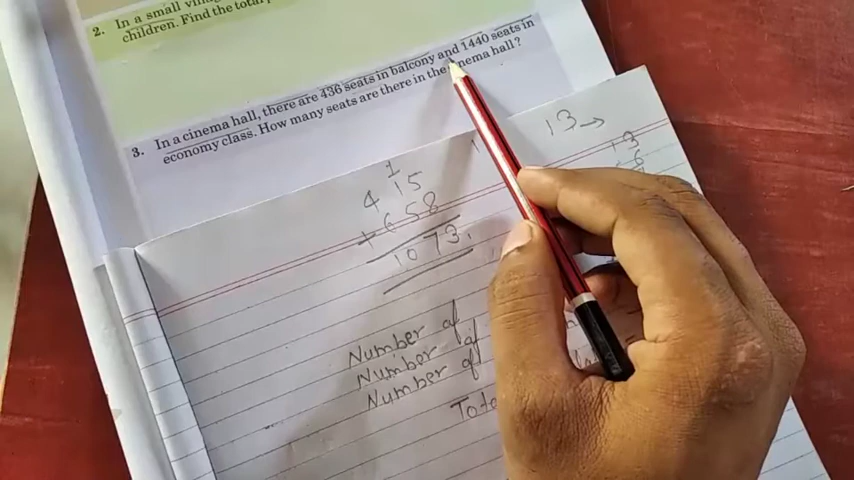 2. In a small
children. Find the total
3. In a cinema hall, there are 436 seats in balcony and 1440 seats in
economy class. How many seats are there in the cinema hall?
13→
1
13
415
6
+658
1073.
Number of
Number of
Number of